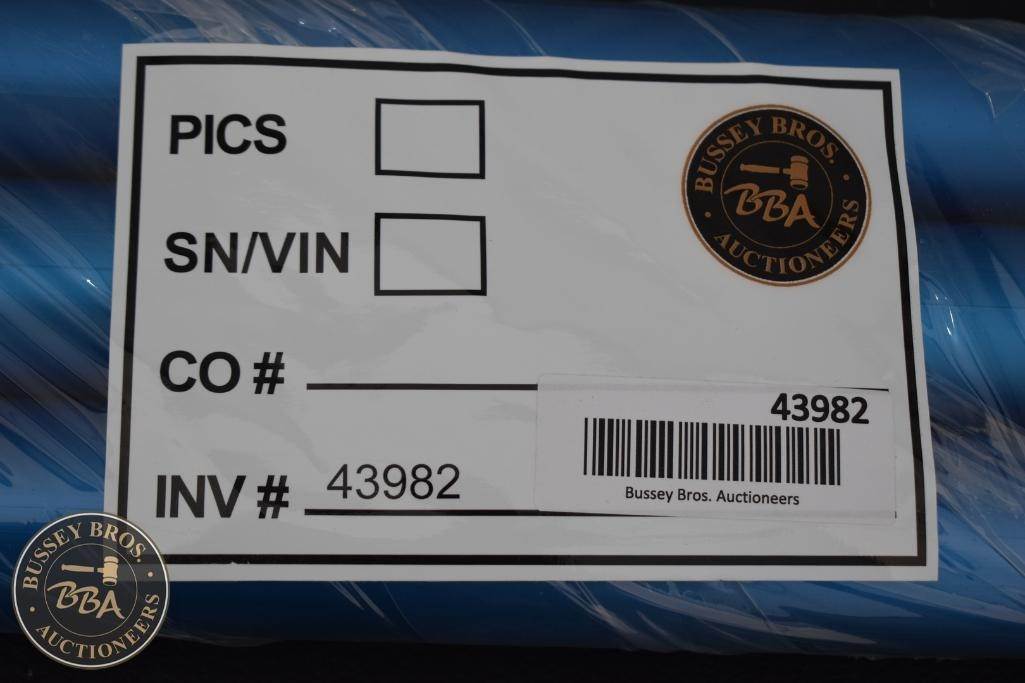 PICS
BUSSEY BROS.
BBA
AUCTIONEERS
SN/VIN
CO #
43982
INV # 43982
Bussey Bros. Auctioneers
BUSSEY BROS.
BBA
AUCTIONEERS